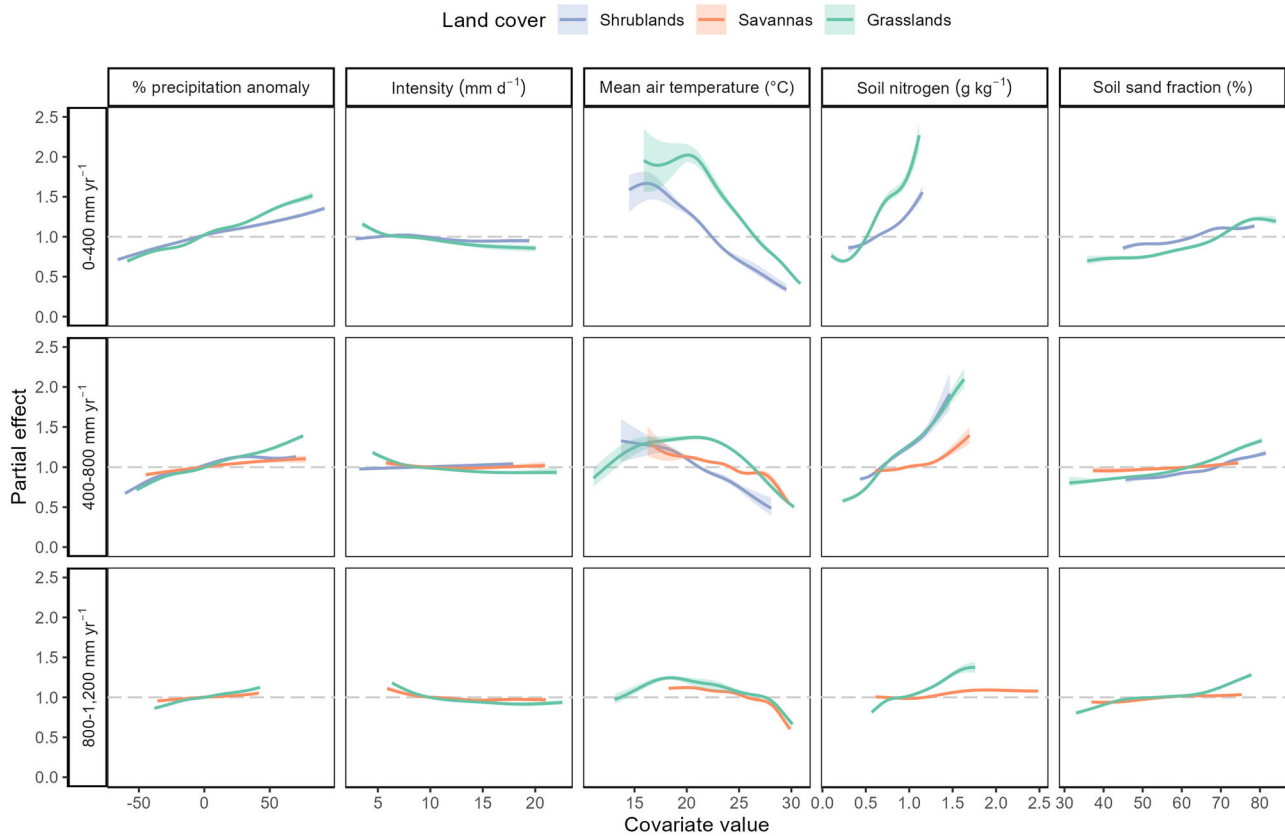 Land cover Shrublands Savannas Grasslands
% precipitation anomaly
Intensity (mm d⁻¹)
Mean air temperature (°C)
Soil nitrogen (g kg⁻¹)
Soil sand fraction (%)
Partial effect
0-400 mm yr⁻¹
2.5
2.0
1.5
1.0
0.5
0.0
400-800 mm yr⁻¹
2.5
2.0
1.5
1.0
0.5
0.0
800-1,200 mm yr⁻¹
2.5
2.0
1.5
1.0
0.5
0.0
-50 0 50
5 10 15 20
15 20 25 30
0.0 0.5 1.0 1.5 2.0 2.5
30 40 50 60 70 80
Covariate value